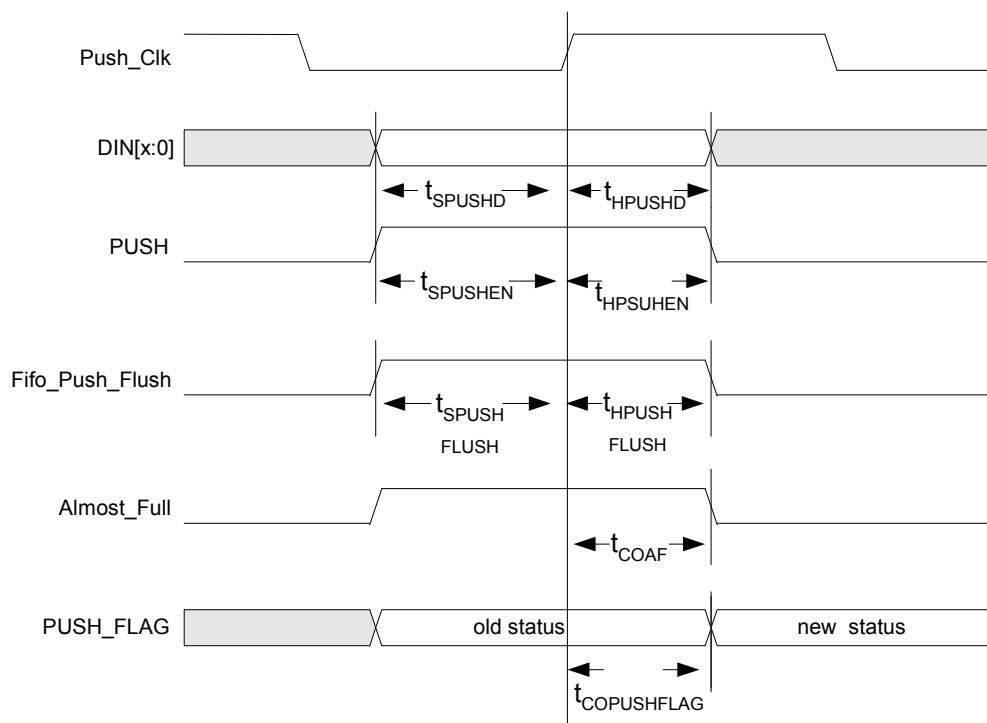 Push_Clk
DIN[x:0]
tSPUSHD
tHPUSHD
PUSH
tSPUSHEN
tHPSUHEN
Fifo_Push_Flush
tSPUSH
tHPUSH
FLUSH
FLUSH
Almost_Full
tCOAF
PUSH_FLAG
old status
new status
tCOPUSHFLAG